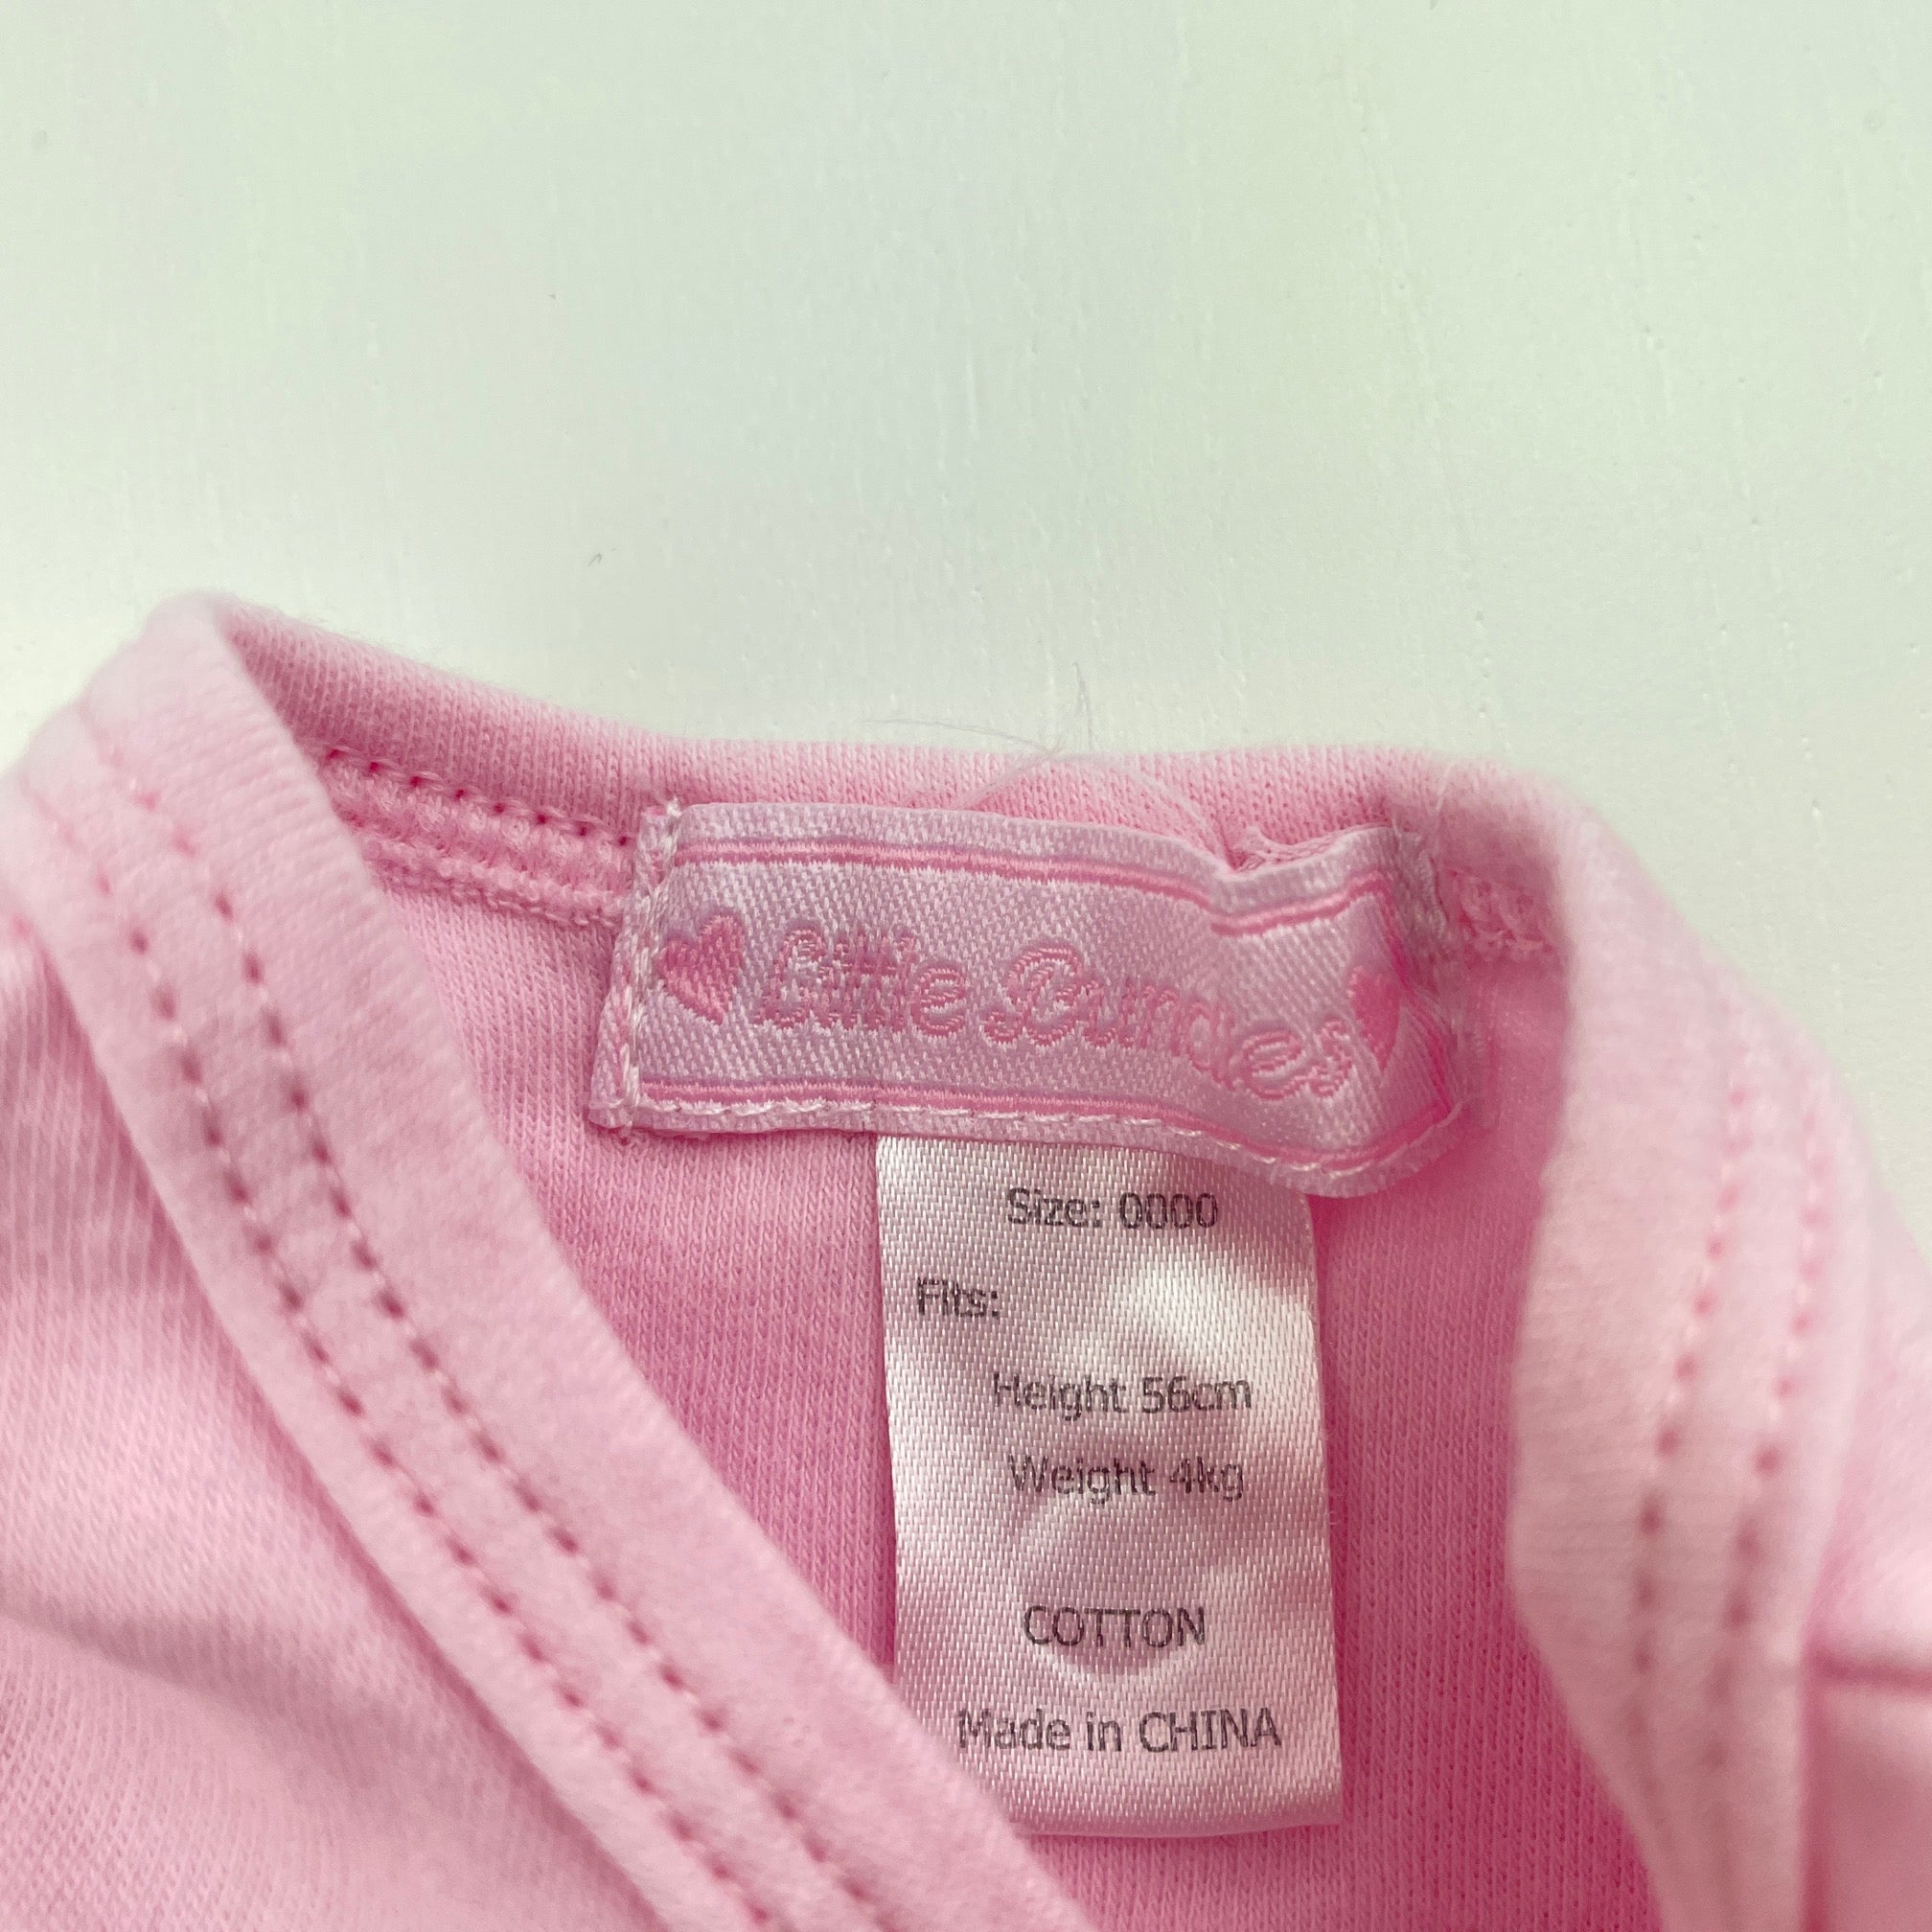 Little Bundles
Size: 0000
Fits:
Height 56cm
Weight 4kg
COTTON
Made in CHINA